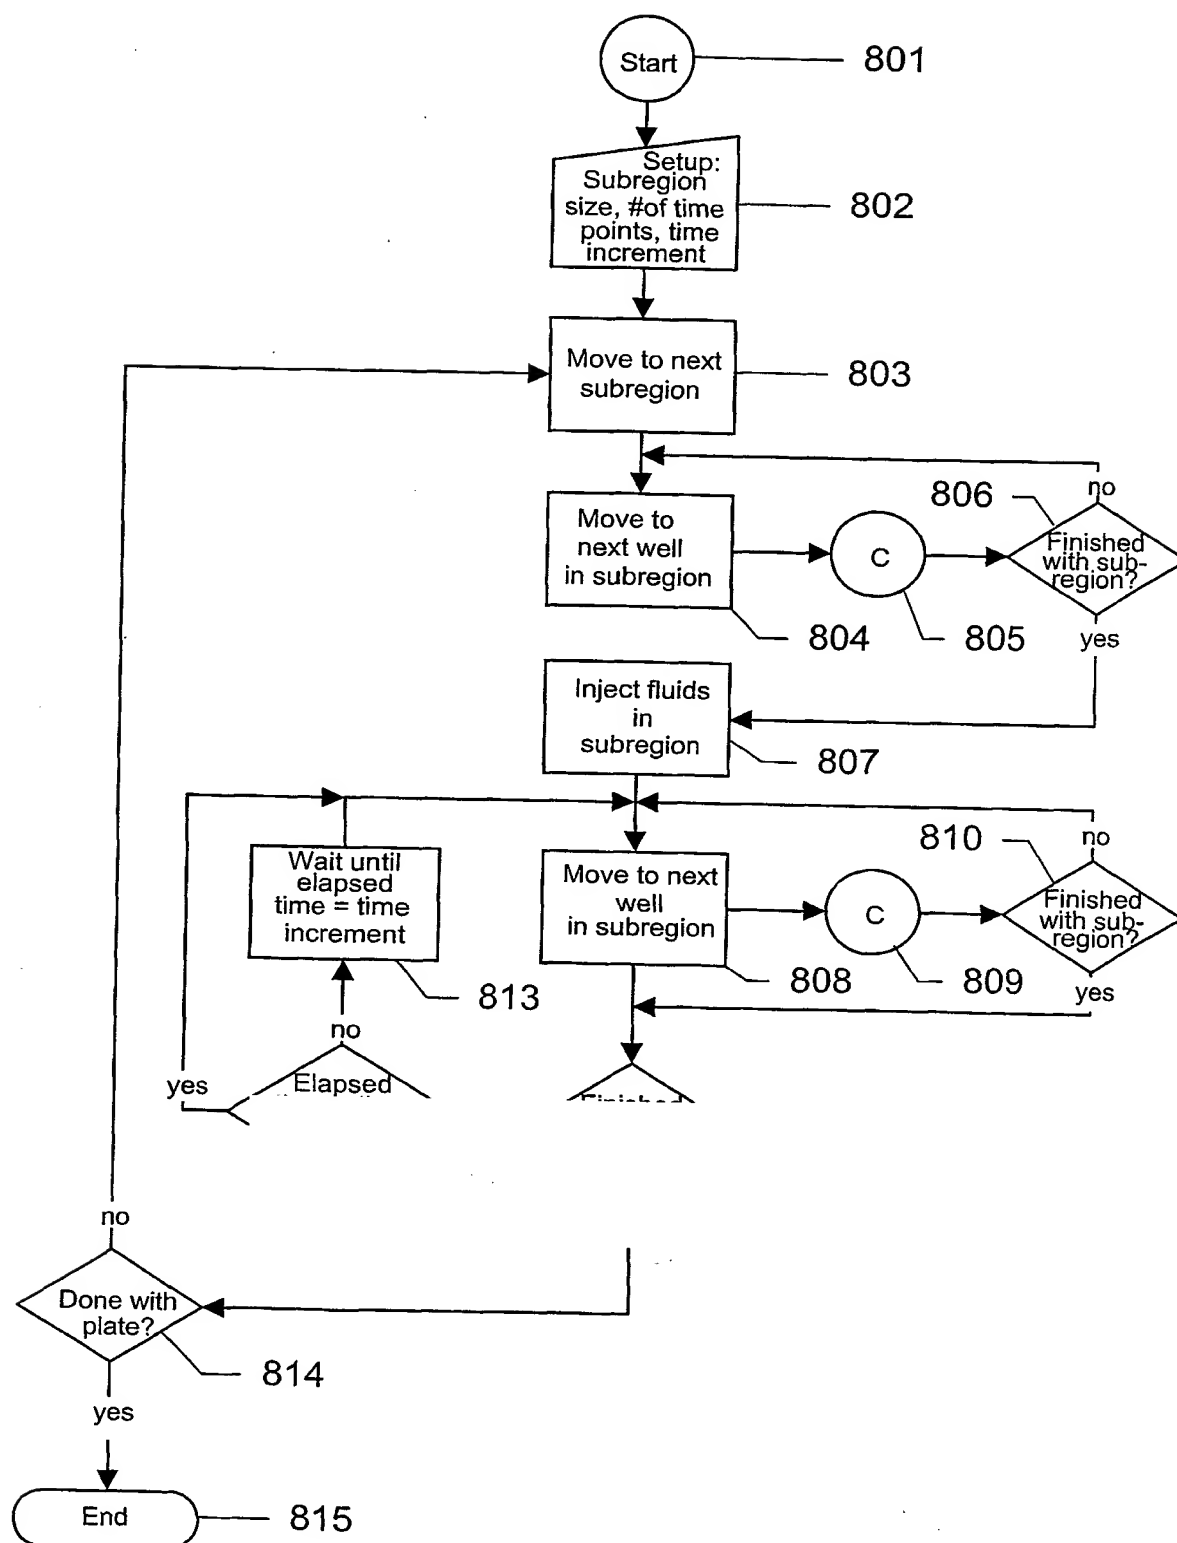 Start
801
Setup:
Subregion
size, #of time
points, time
increment
802
Move to next
subregion
803
806
no
Move to
next well
in subregion
C
Finished
with sub-
region?
804
805
yes
Inject fluids
in
subregion
807
810
no
Wait until
elapsed
time = time
increment
Move to next
well
in subregion
C
Finished
with sub-
region?
813
808
809
yes
no
yes
Elapsed
Finished
no
Done with
plate?
814
yes
End
815